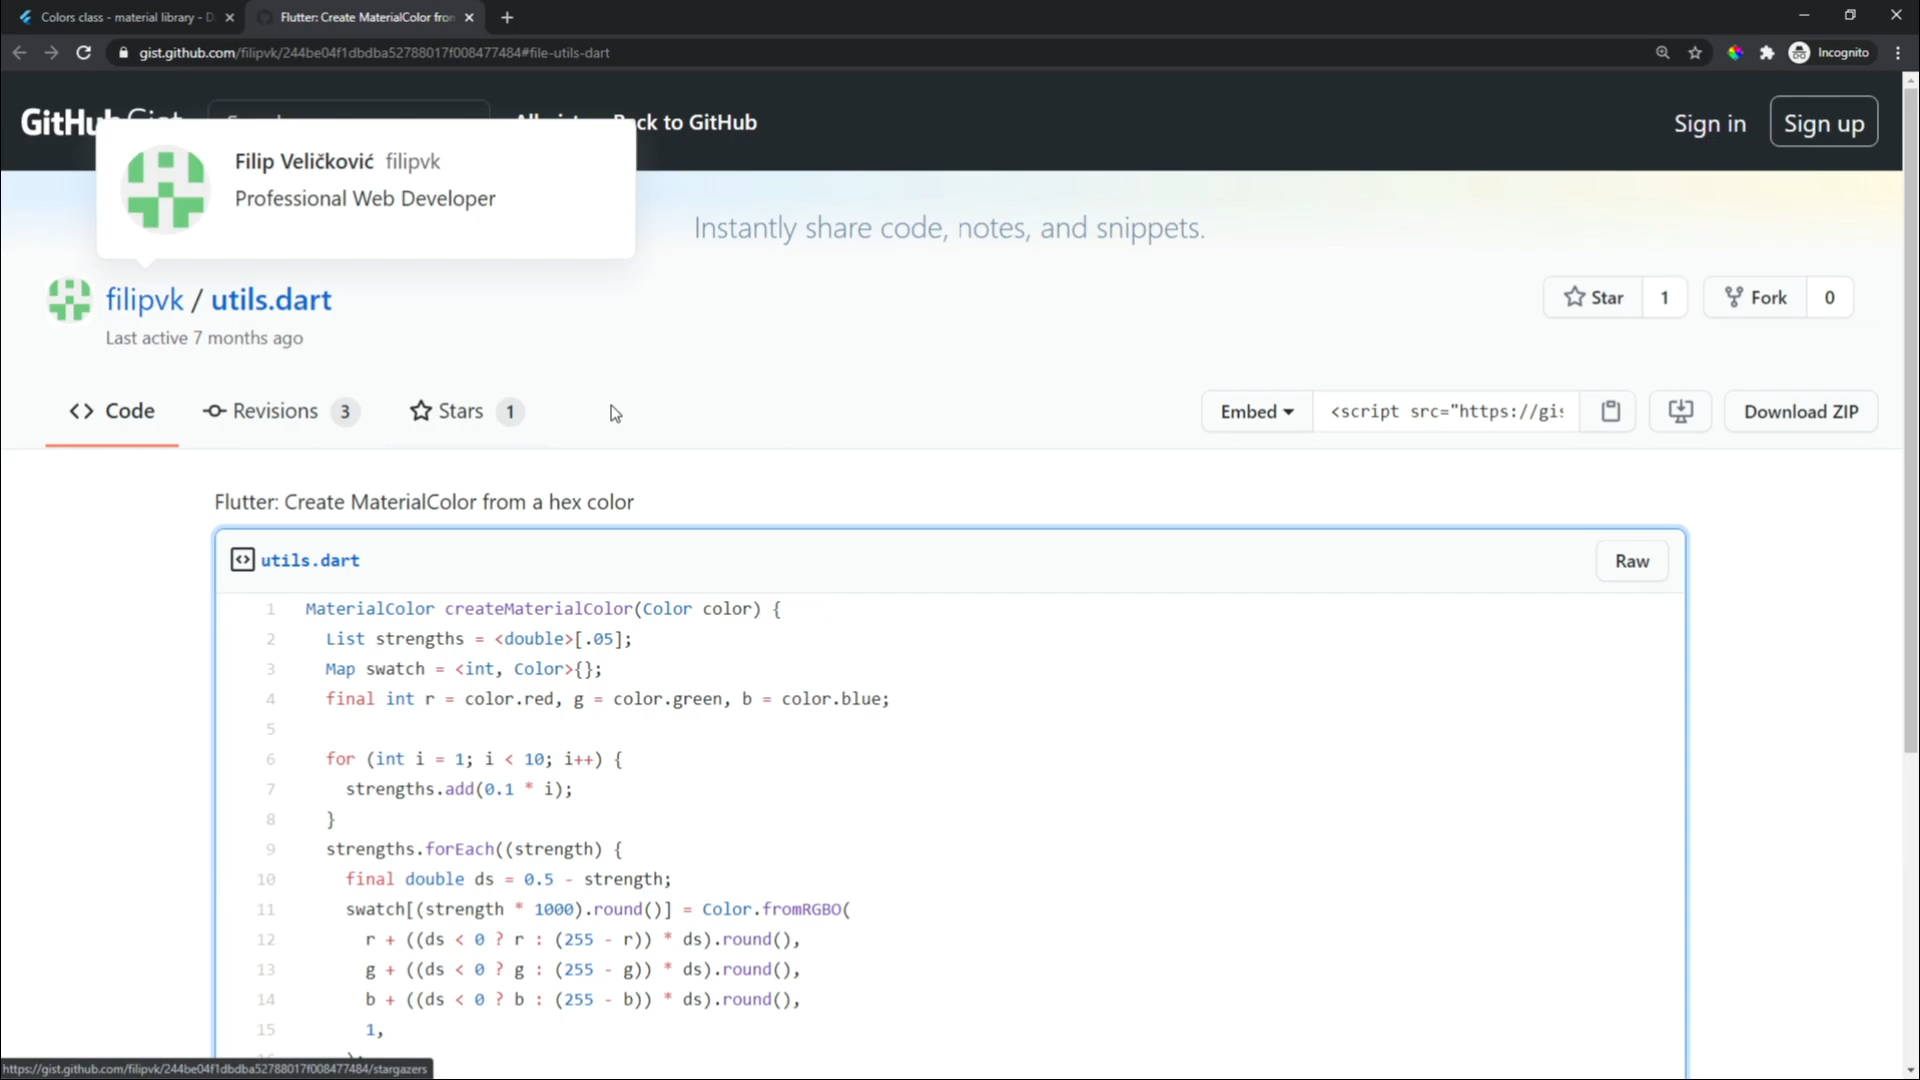 Colors class - material library - D
Flutter: Create MaterialColor from
gist.github.com/filipvk/244be04f1dbdba52788017f008477484#file-utils-dart
Incognito
GitHub Gist
Back to GitHub
Sign in
Sign up
Filip Veličković filipvk
Professional Web Developer
Instantly share code, notes, and snippets.
filipvk / utils.dart
Last active 7 months ago
Star 1
Fork 0
Code
Revisions 3
Stars 1
Embed
<script src="https://gis
Download ZIP
Flutter: Create MaterialColor from a hex color
utils.dart
Raw
1 MaterialColor createMaterialColor(Color color) {
2 List strengths = <double>[.05];
3 Map swatch = <int, Color>{};
4 final int r = color.red, g = color.green, b = color.blue;
5
6 for (int i = 1; i < 10; i++) {
7 strengths.add(0.1 * i);
8 }
9 strengths.forEach((strength) {
10 final double ds = 0.5 - strength;
11 swatch[(strength * 1000).round()] = Color.fromRGBO(
12 r + ((ds < 0 ? r : (255 - r)) * ds).round(),
13 g + ((ds < 0 ? g : (255 - g)) * ds).round(),
14 b + ((ds < 0 ? b : (255 - b)) * ds).round(),
15 1,
https://gist.github.com/filipvk/244be04f1dbdba52788017f008477484/stargazers